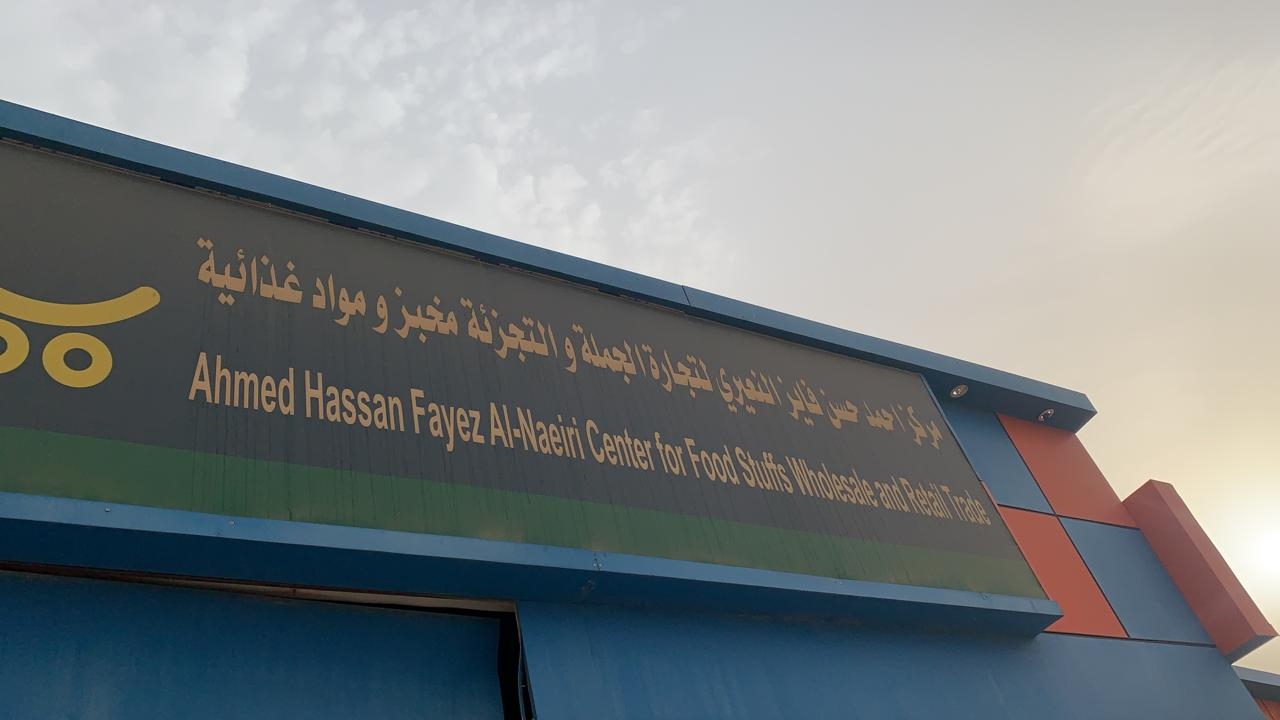 مركز احمد حسن فايز النعيري لتجارة الجملة و التجزئة مخبز و مواد غذائية
Ahmed Hassan Fayez Al-Naeiri Center for Food Stuffs Wholesale and Retail Trade